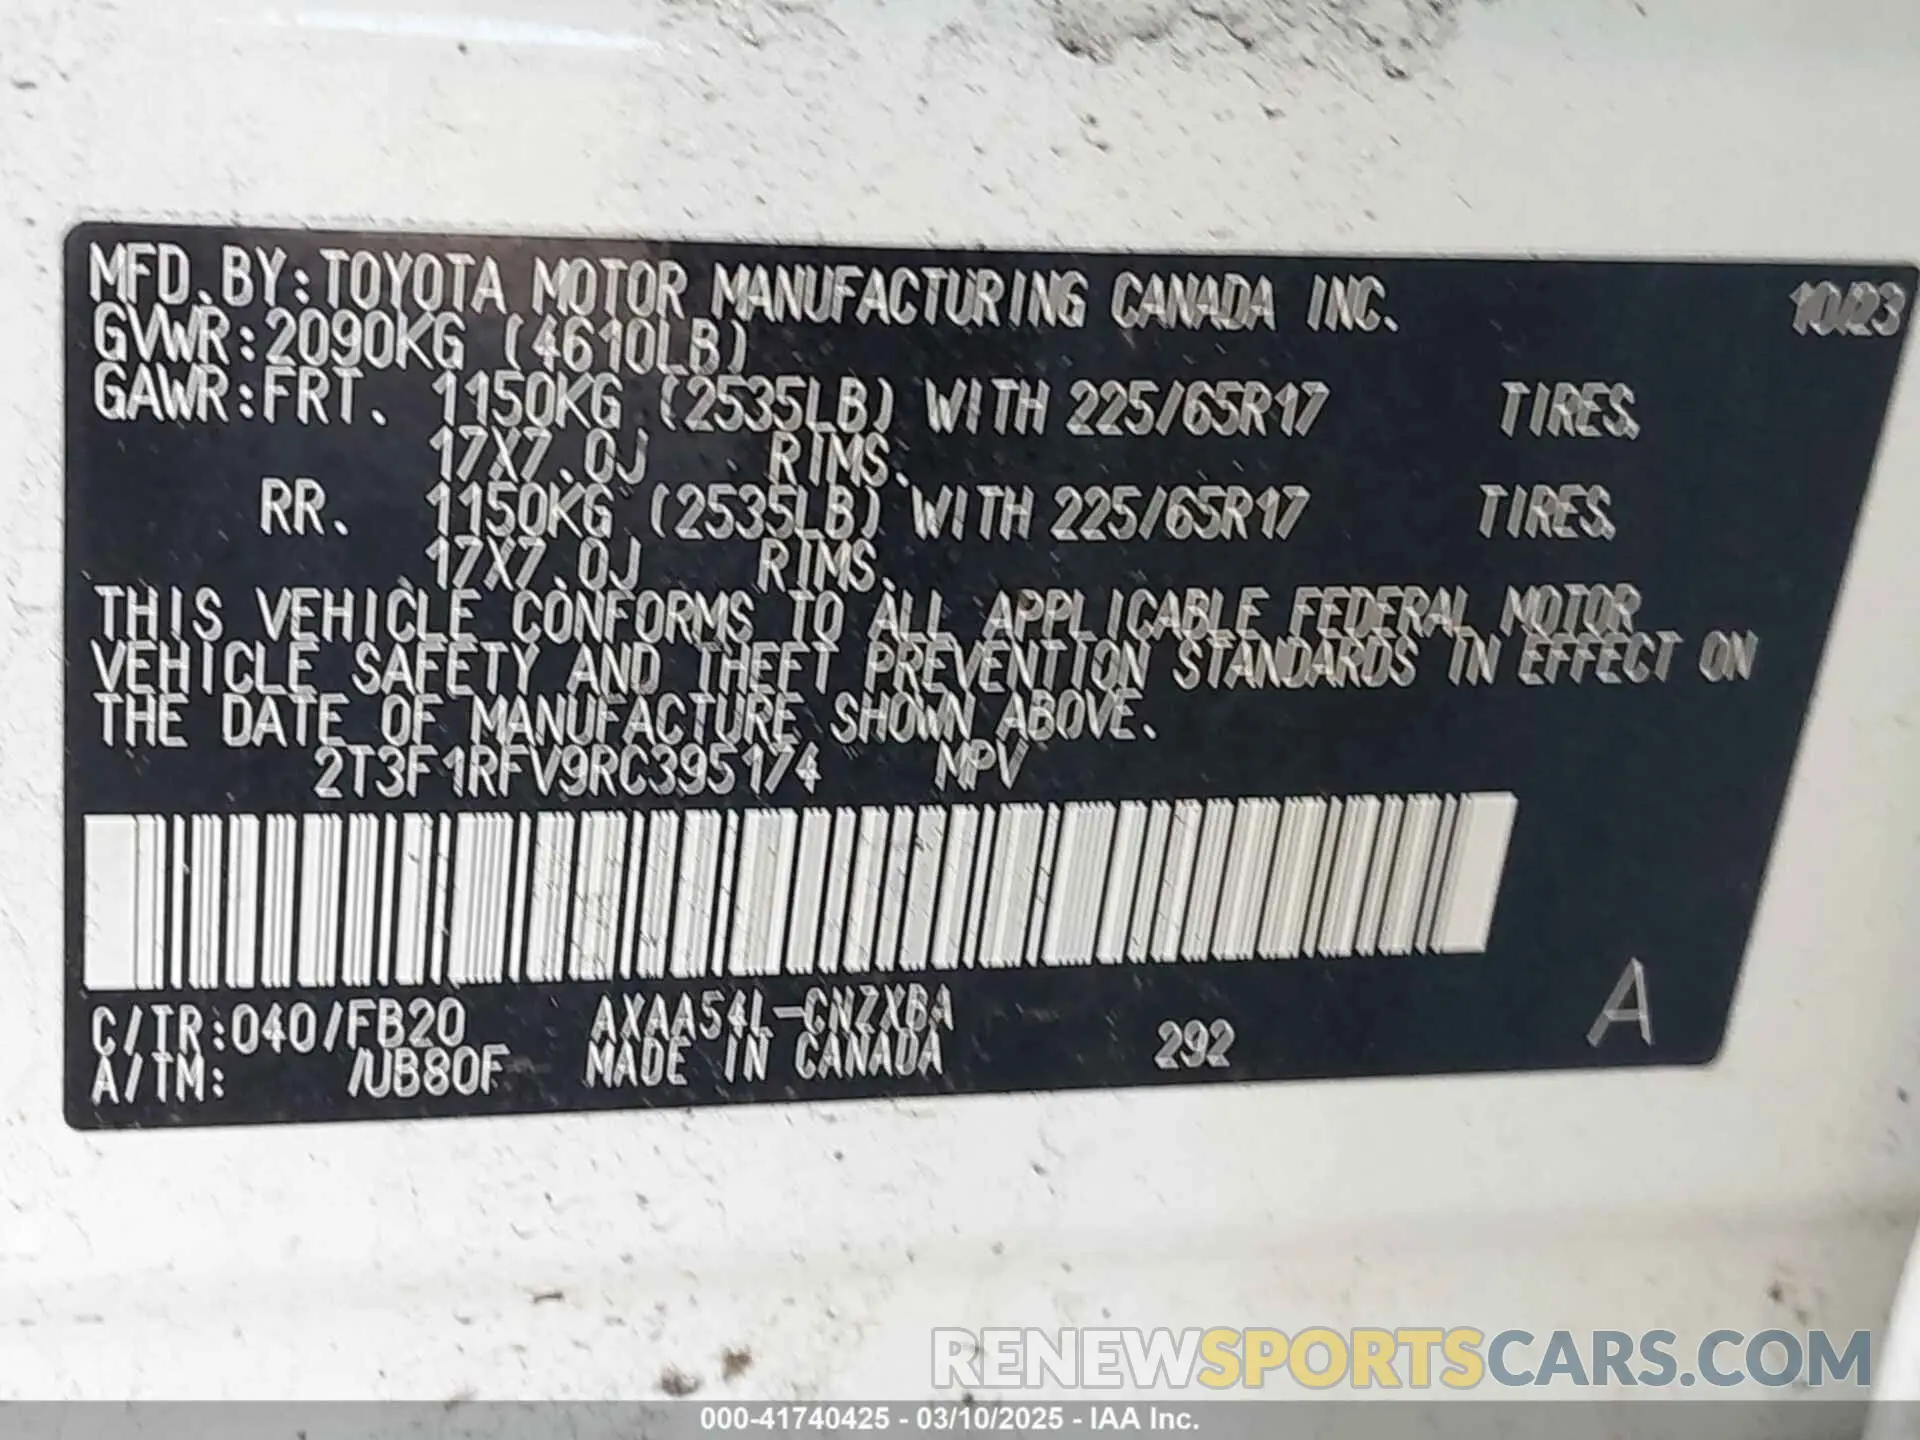 MFD. BY: TOYOTA MOTOR MANUFACTURING CANADA INC. 10/23
GVWR: 2090KG (4610LB)
GAWR: FRT. 1150KG (2535LB) WITH 225/65R17 TIRES.
17X7.0J RIMS.
RR. 1150KG (2535LB) WITH 225/65R17 TIRES.
17X7.0J RIMS.
THIS VEHICLE CONFORMS TO ALL APPLICABLE FEDERAL MOTOR
VEHICLE SAFETY AND THEFT PREVENTION STANDARDS IN EFFECT ON
THE DATE OF MANUFACTURE SHOWN ABOVE.
2T3F1RFV9RC395174 MPV
C/TR: 040/FB20 AXAA54L-CNZXBA 292 A
A/TM: /UB80F MADE IN CANADA
RENEWSPORTSCARS.COM
000-41740425 - 03/10/2025 - IAA Inc.